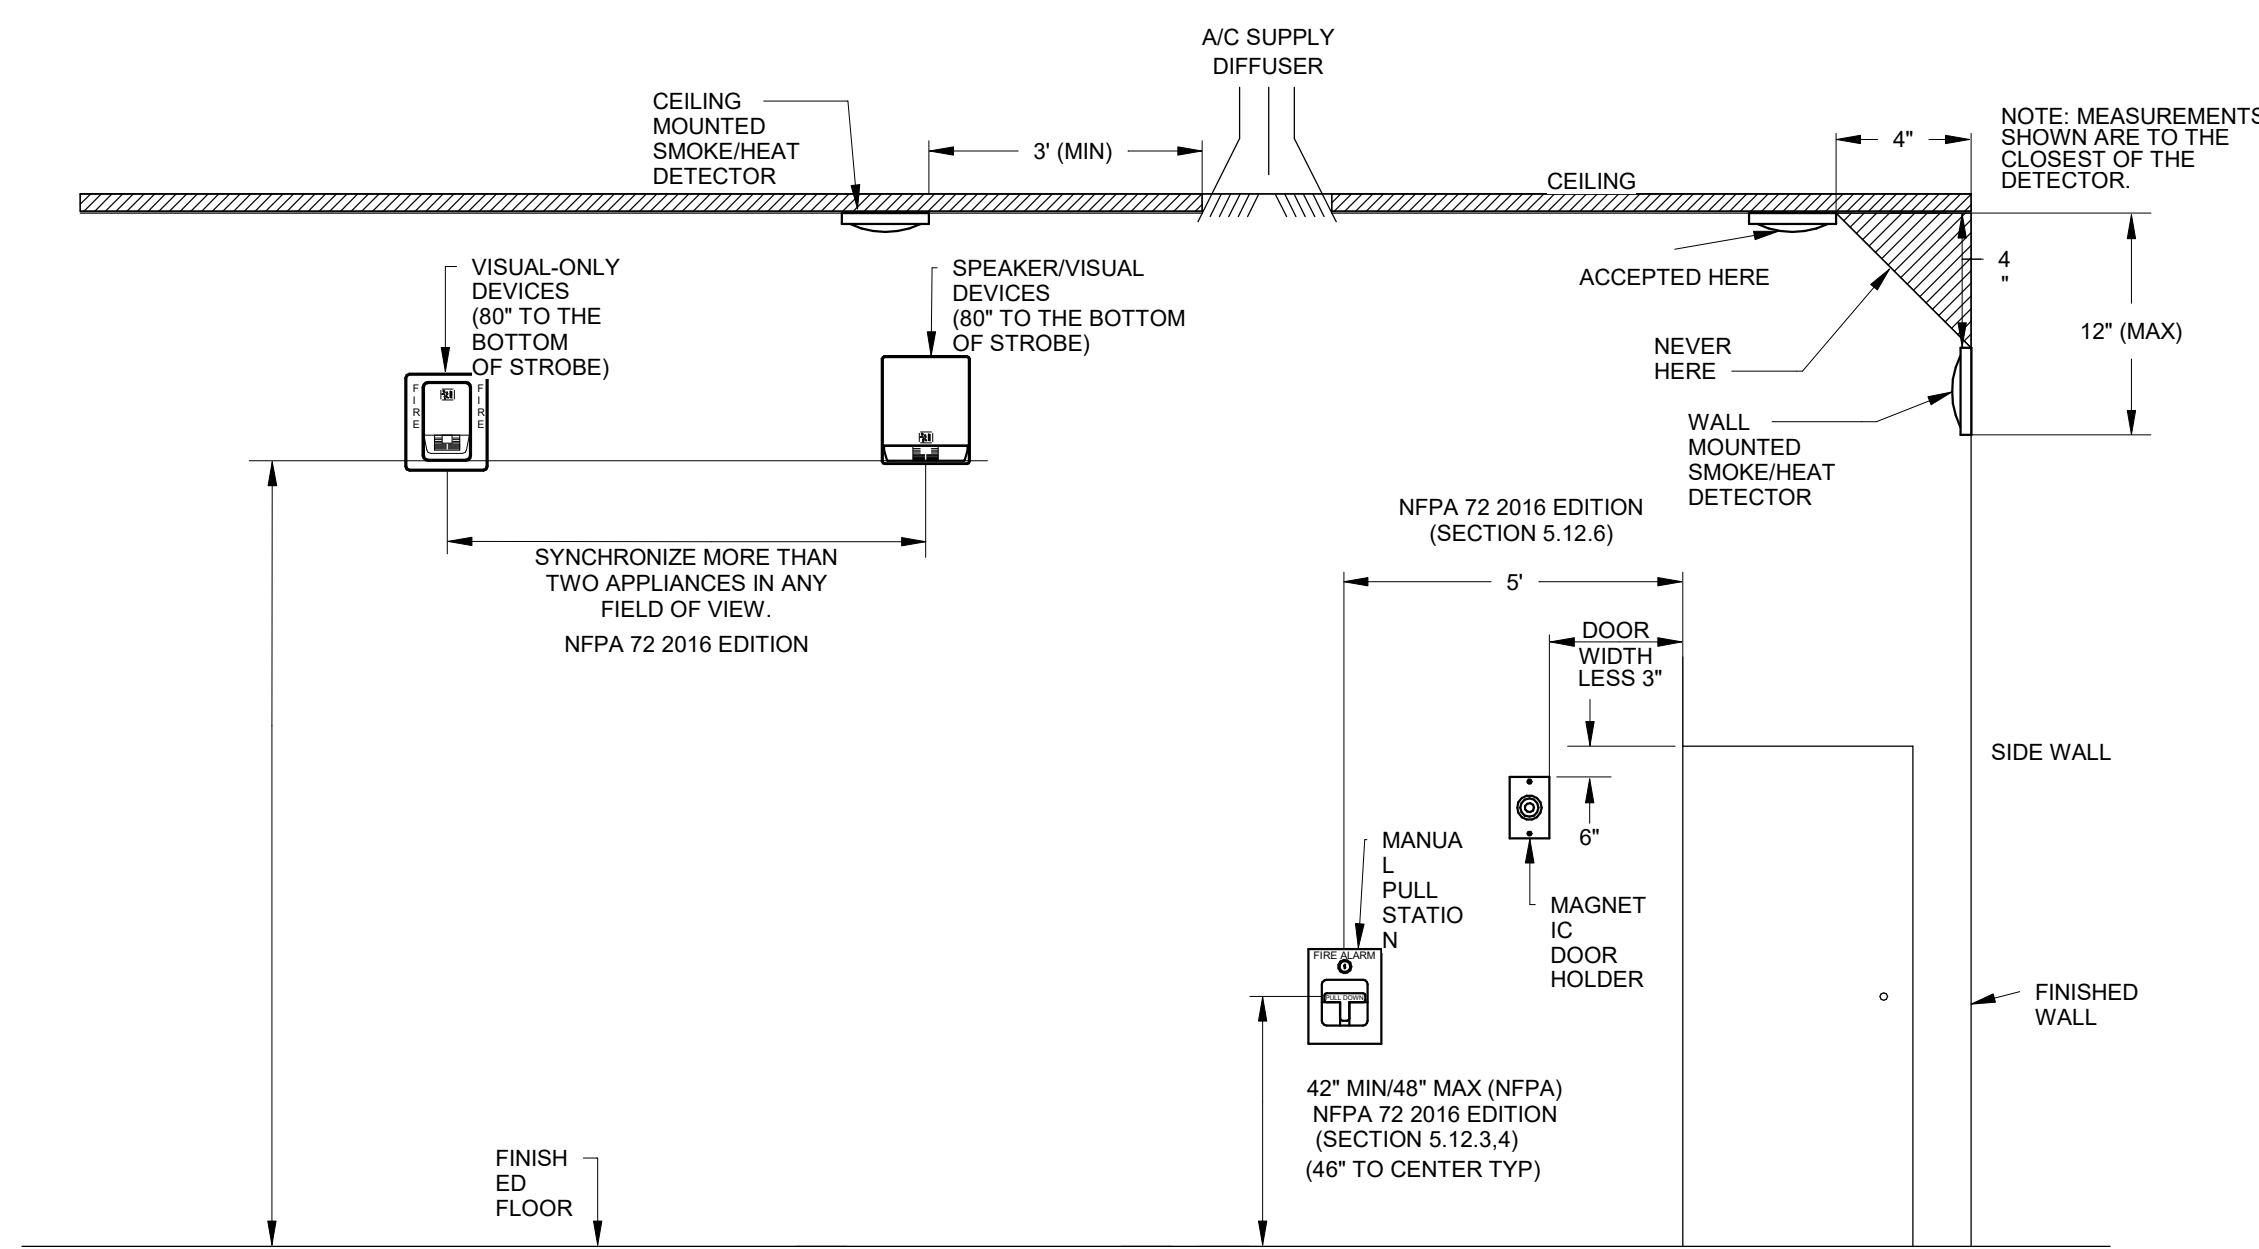 A/C SUPPLY
DIFFUSER
CEILING
MOUNTED
SMOKE/HEAT
DETECTOR
3' (MIN)
4"
NOTE: MEASUREMENTS
SHOWN ARE TO THE
CLOSEST OF THE
DETECTOR.
CEILING
VISUAL-ONLY
DEVICES
(80" TO THE
BOTTOM
OF STROBE)
SPEAKER/VISUAL
DEVICES
(80" TO THE BOTTOM
OF STROBE)
ACCEPTED HERE
4
"
12" (MAX)
NEVER
HERE
F
I
R
E
F
I
R
E
WALL
MOUNTED
SMOKE/HEAT
DETECTOR
NFPA 72 2016 EDITION
(SECTION 5.12.6)
SYNCHRONIZE MORE THAN
TWO APPLIANCES IN ANY
FIELD OF VIEW.
NFPA 72 2016 EDITION
5'
DOOR
WIDTH
LESS 3"
SIDE WALL
6"
MANUA
L
PULL
STATIO
N
MAGNET
IC
DOOR
HOLDER
FIRE ALARM
PULL DOWN
FINISHED
WALL
42" MIN/48" MAX (NFPA)
NFPA 72 2016 EDITION
(SECTION 5.12.3,4)
(46" TO CENTER TYP)
FINISH
ED
FLOOR